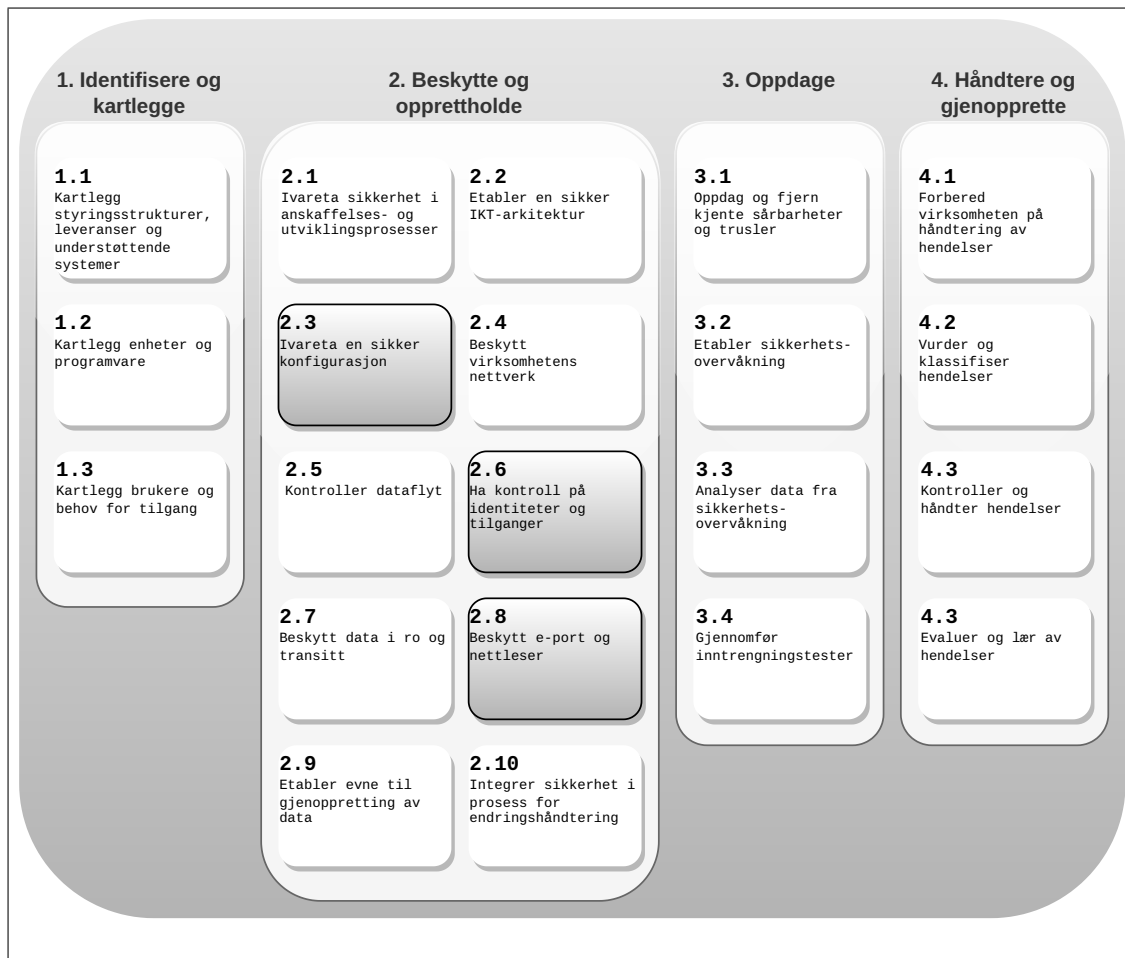 1. Identifisere og
kartlegge
1.1
Kartlegg
styringsstrukturer,
leveranser og
understøttende
systemer
1.2
Kartlegg enheter og
programvare
1.3
Kartlegg brukere og
behov for tilgang
2. Beskytte og
opprettholde
2.1
Ivareta sikkerhet i
anskaffelses- og
utviklingsprosesser
2.2
Etabler en sikker
IKT-arkitektur
2.3
Ivareta en sikker
konfigurasjon
2.4
Beskytt
virksomhetens
nettverk
2.5
Kontroller dataflyt
2.6
Ha kontroll på
identiteter og
tilganger
2.7
Beskytt data i ro og
transitt
2.8
Beskytt e-port og
nettleser
2.9
Etabler evne til
gjenoppretting av
data
2.10
Integrer sikkerhet i
prosess for
endringshåndtering
3. Oppdage
3.1
Oppdag og fjern
kjente sårbarheter
og trusler
3.2
Etabler sikkerhets-
overvåkning
3.3
Analyser data fra
sikkerhets-
overvåkning
3.4
Gjennomfør
inntrengningstester
4. Håndtere og
gjenopprette
4.1
Forbered
virksomheten på
håndtering av
hendelser
4.2
Vurder og
klassifiser
hendelser
4.3
Kontroller og
håndter hendelser
4.3
Evaluer og lær av
hendelser